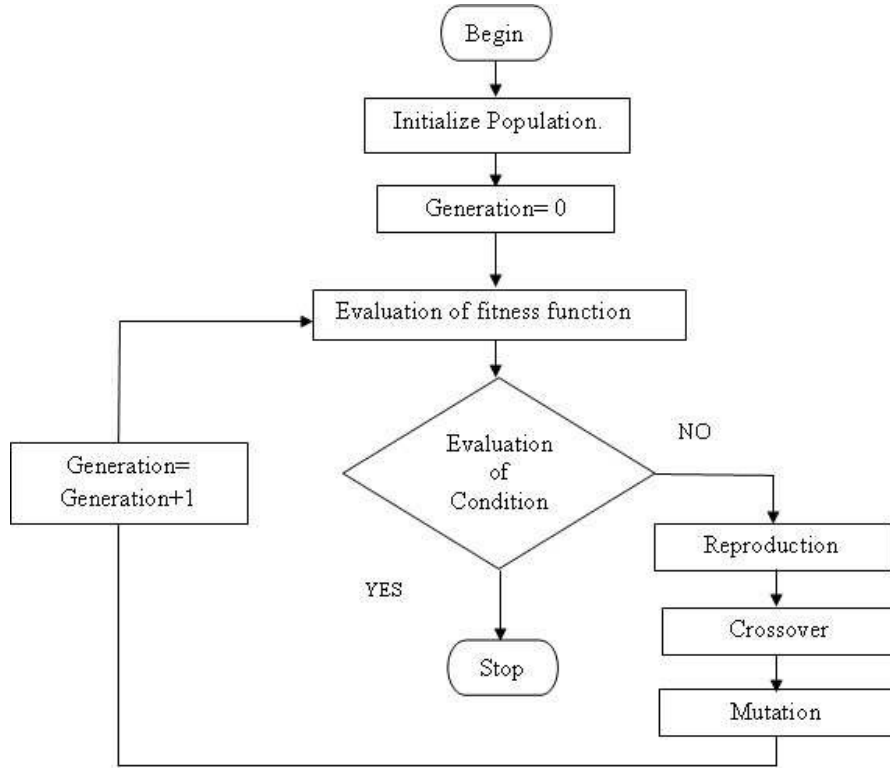 Begin
Initialize Population.
Generation= 0
Evaluation of fitness function
Evaluation
of
Condition
NO
Generation=
Generation+1
Reproduction
YES
Crossover
Stop
Mutation